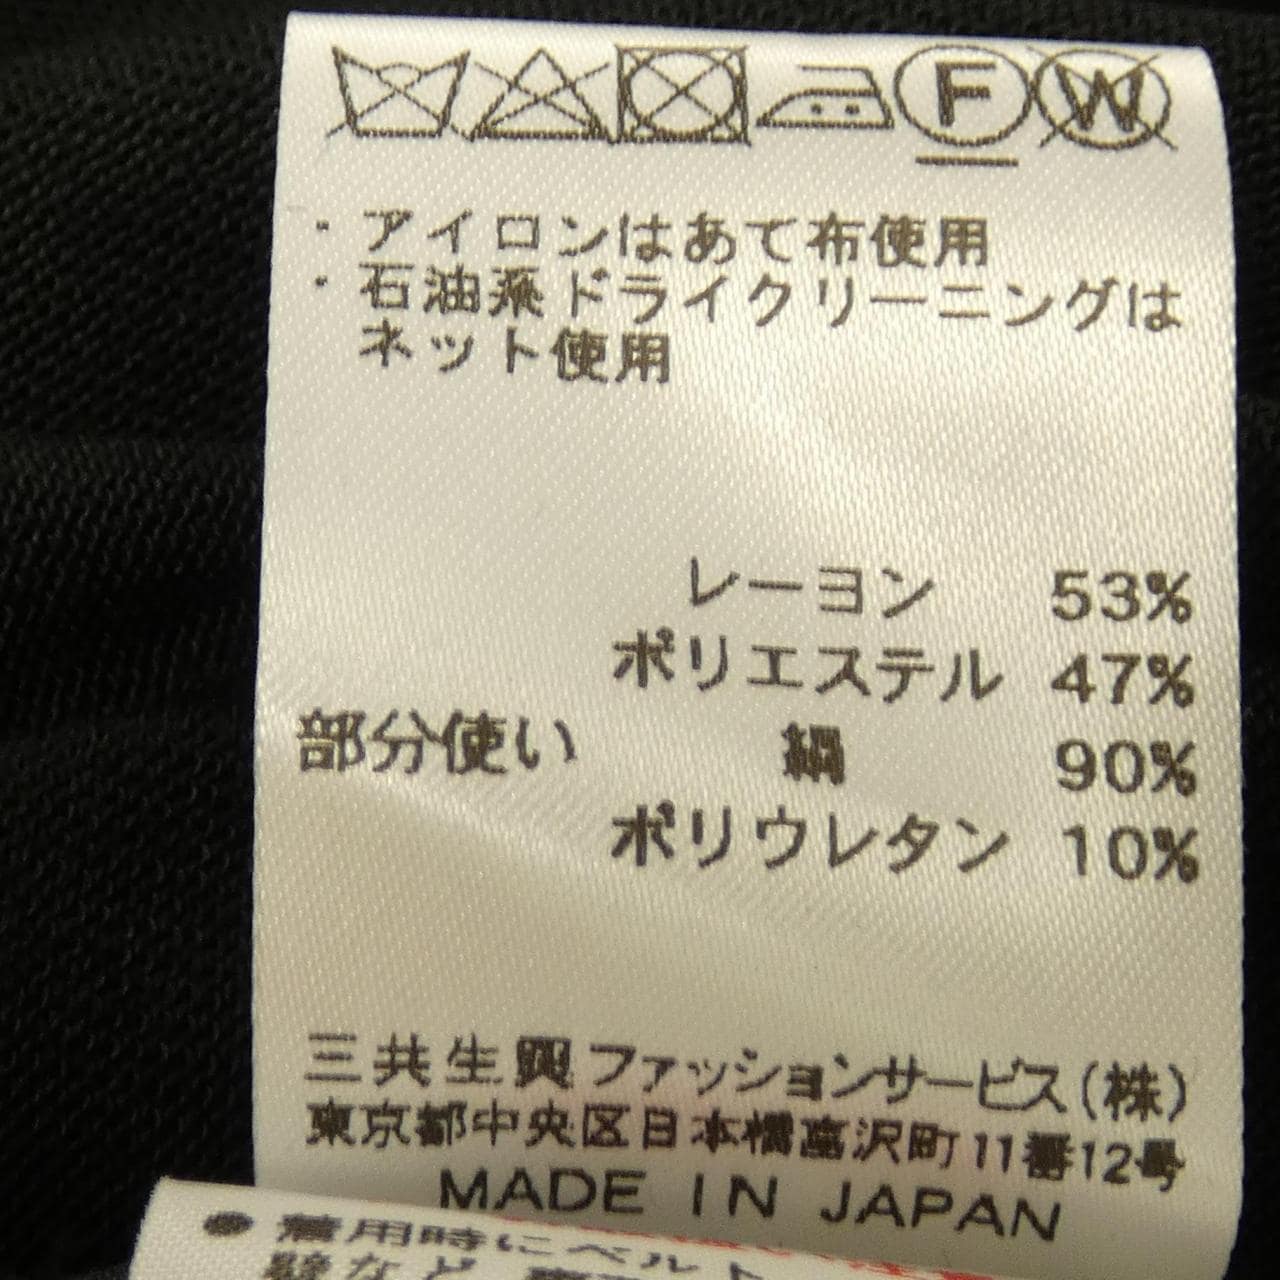 F W
・アイロンはあて布使用
・石油系ドライクリーニングは
ネット使用
レーヨン 53%
ポリエステル 47%
部分使い 絹 90%
ポリウレタン 10%
三共生興ファッションサービス(株)
東京都中央区日本橋富沢町11番12号
MADE IN JAPAN
●着用時にベルト
など